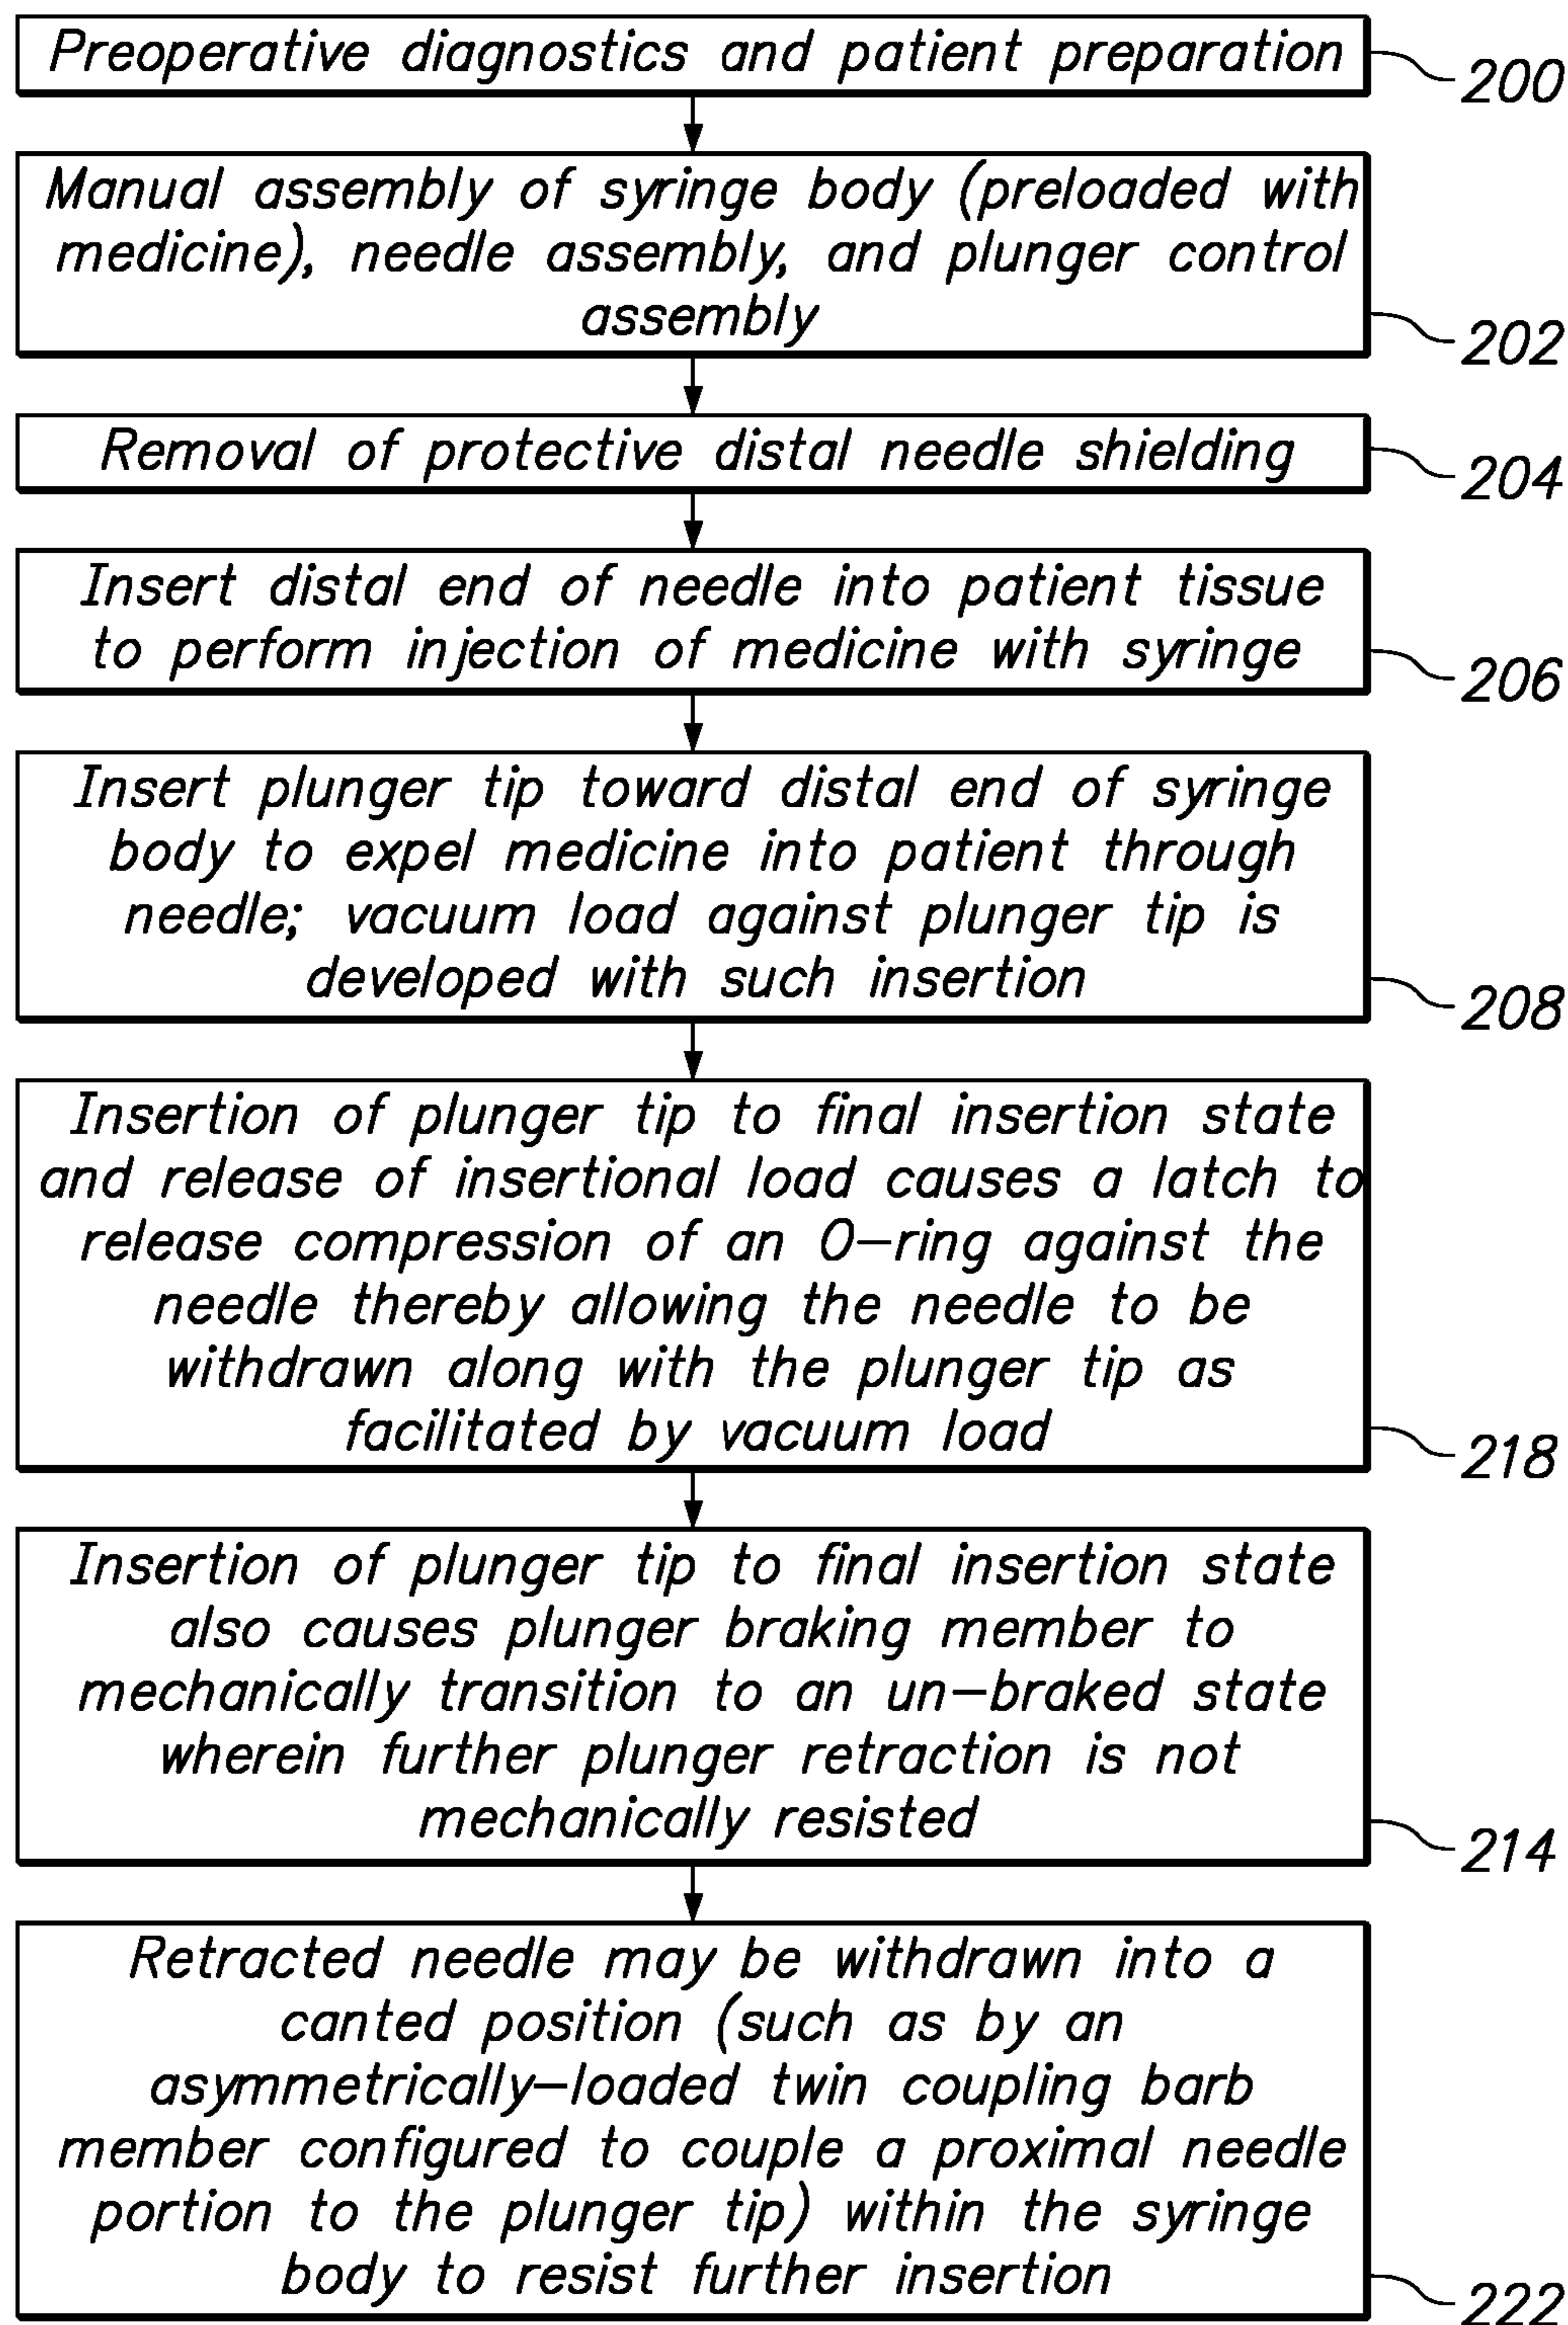 Preoperative diagnostics and patient preparation
200
Manual assembly of syringe body (preloaded with
medicine), needle assembly, and plunger control
assembly
202
Removal of protective distal needle shielding
204
Insert distal end of needle into patient tissue
to perform injection of medicine with syringe
206
Insert plunger tip toward distal end of syringe
body to expel medicine into patient through
needle; vacuum load against plunger tip is
developed with such insertion
208
Insertion of plunger tip to final insertion state
and release of insertional load causes a latch to
release compression of an O-ring against the
needle thereby allowing the needle to be
withdrawn along with the plunger tip as
facilitated by vacuum load
218
Insertion of plunger tip to final insertion state
also causes plunger braking member to
mechanically transition to an un-braked state
wherein further plunger retraction is not
mechanically resisted
214
Retracted needle may be withdrawn into a
canted position (such as by an
asymmetrically-loaded twin coupling barb
member configured to couple a proximal needle
portion to the plunger tip) within the syringe
body to resist further insertion
222